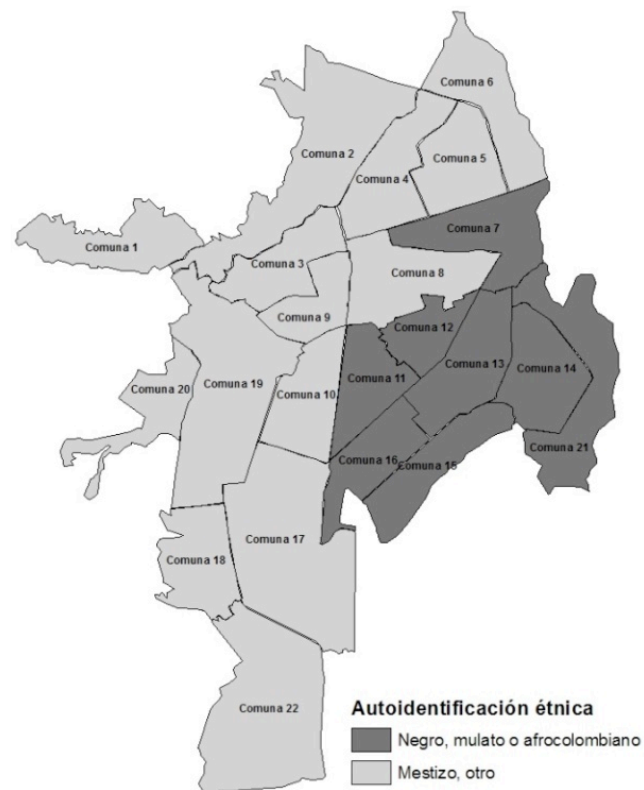 Comuna 6
Comuna 2
Comuna 5
Comuna 4
Comuna 7
Comuna 1
Comuna 3
Comuna 8
Comuna 9
Comuna 12
Comuna 20
Comuna 19
Comuna 13
Comuna 14
Comuna 11
Comuna 10
Comuna 21
Comuna 16
Comuna 15
Comuna 17
Comuna 18
Comuna 22
Autoidentificación étnica
Negro, mulato o afrocolombiano
Mestizo, otro